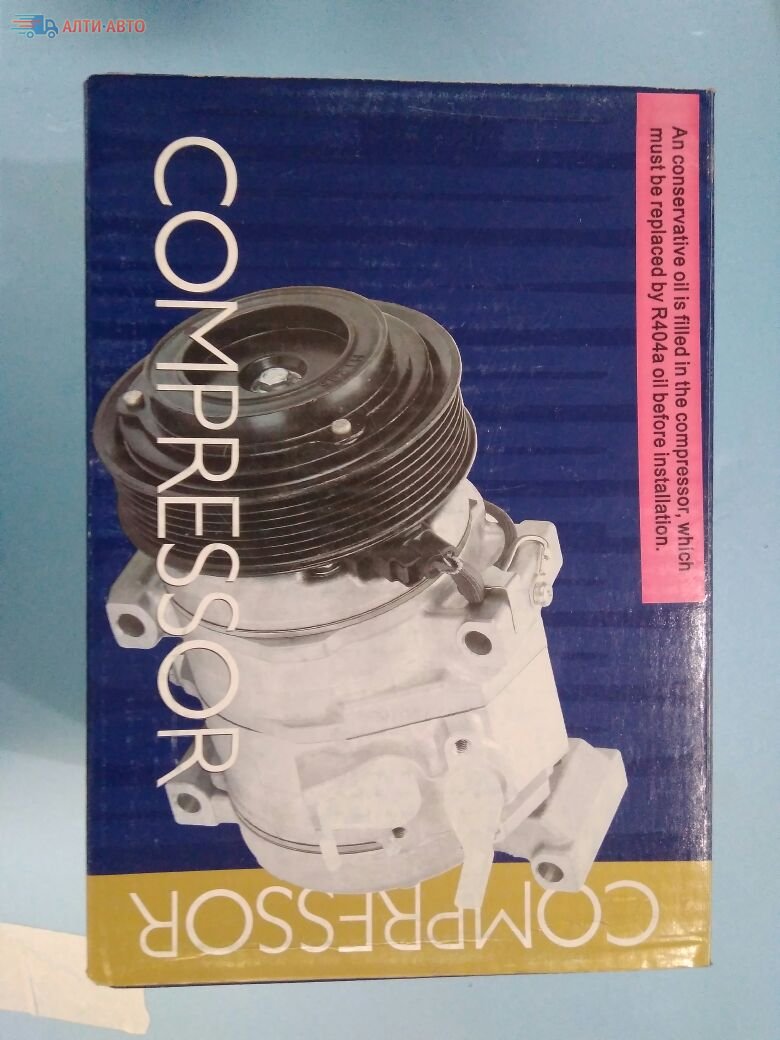 АЛТИ-АВТО
An conservative oil is filled in the compressor, which
must be replaced by R404a oil before installation.
COMPRESSOR
COMPRESSOR